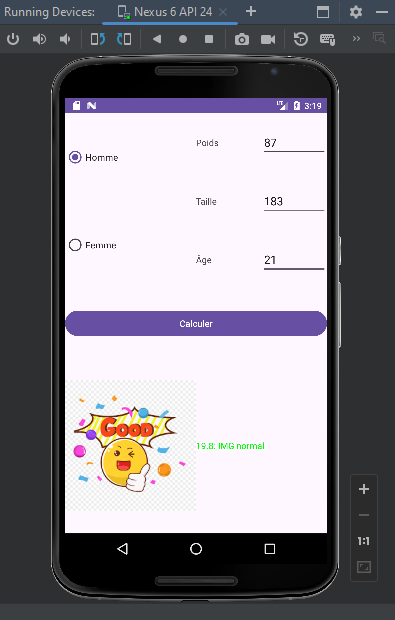 Running Devices: Nexus 6 API 24
3:19
Poids 87
Homme
Taille 183
Femme
Âge 21
Calculer
GOOD
19.8: IMG normal
1:1